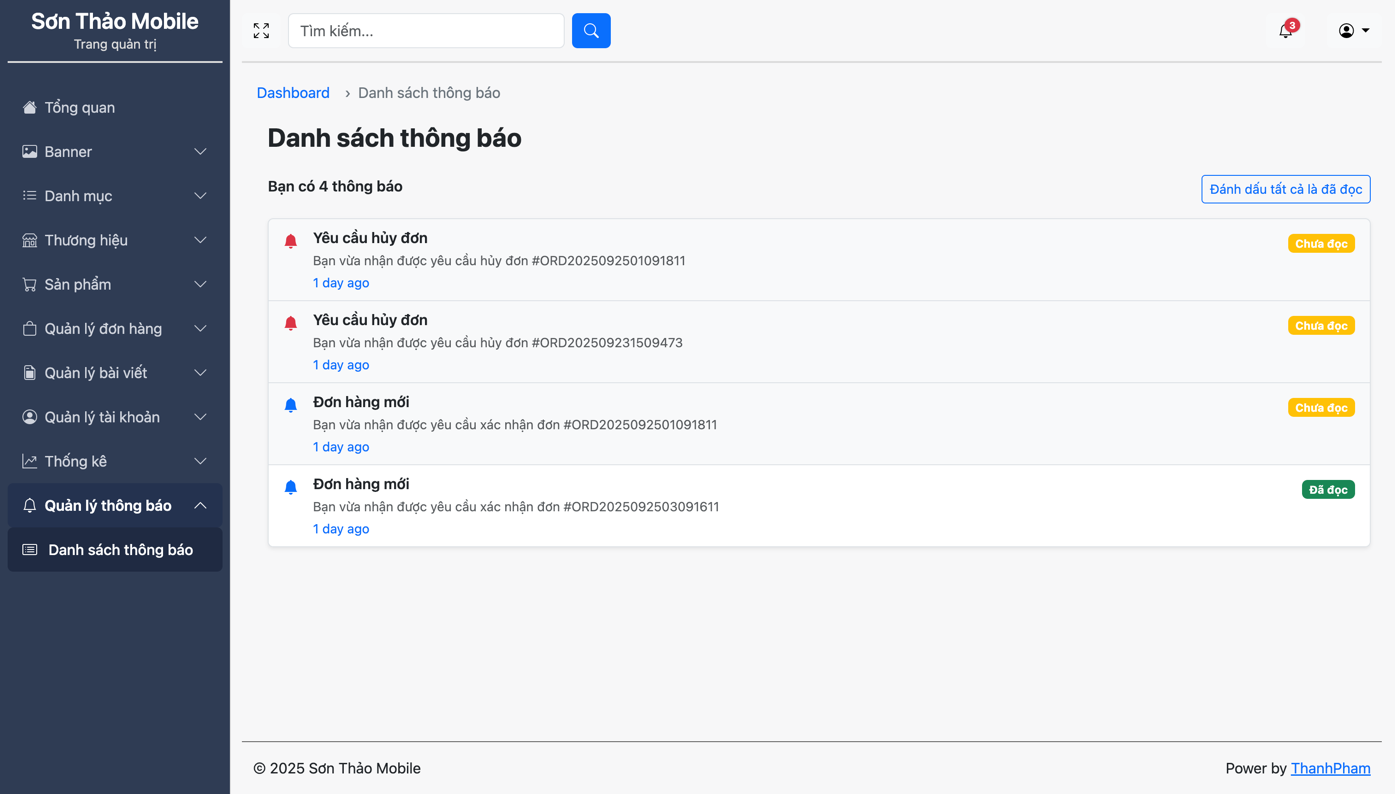 Sơn Thảo Mobile
Trang quản trị
Tổng quan
Banner
Danh mục
Thương hiệu
Sản phẩm
Quản lý đơn hàng
Quản lý bài viết
Quản lý tài khoản
Thống kê
Quản lý thông báo
Danh sách thông báo
Tìm kiếm...
3
Dashboard › Danh sách thông báo
Danh sách thông báo
Bạn có 4 thông báo
Đánh dấu tất cả là đã đọc
Yêu cầu hủy đơn
Chưa đọc
Bạn vừa nhận được yêu cầu hủy đơn #ORD2025092501091811
1 day ago
Yêu cầu hủy đơn
Chưa đọc
Bạn vừa nhận được yêu cầu hủy đơn #ORD202509231509473
1 day ago
Đơn hàng mới
Chưa đọc
Bạn vừa nhận được yêu cầu xác nhận đơn #ORD2025092501091811
1 day ago
Đơn hàng mới
Đã đọc
Bạn vừa nhận được yêu cầu xác nhận đơn #ORD2025092503091611
1 day ago
© 2025 Sơn Thảo Mobile
Power by ThanhPham